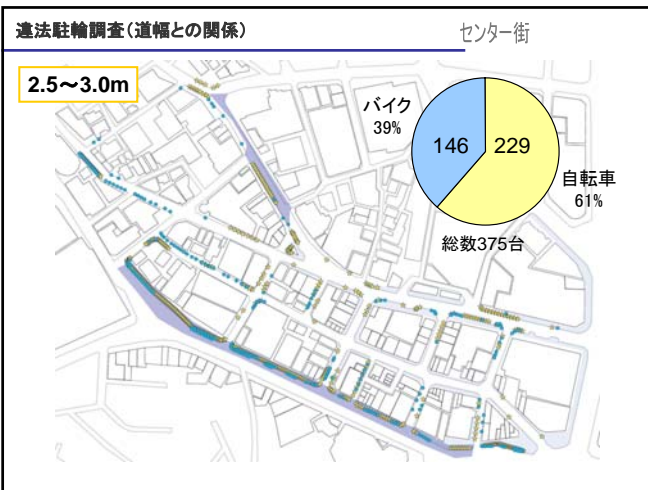 違法駐輪調査(道幅との関係)
センター街
2.5～3.0m
バイク
39%
146
229
自転車
61%
総数375台